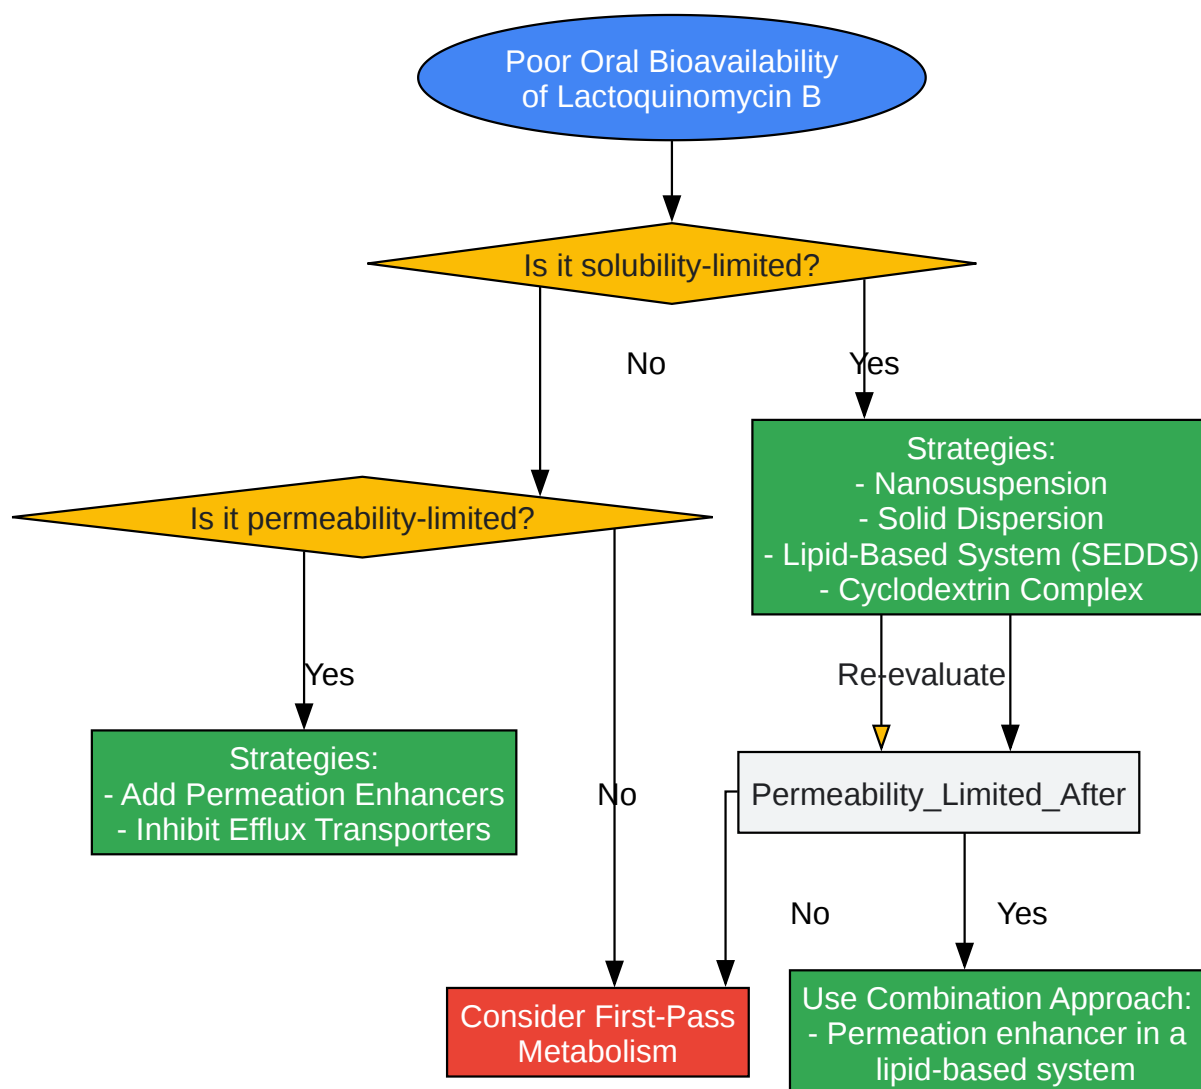 Poor Oral Bioavailability
of Lactoquinomycin B
Is it solubility-limited?
No
Yes
Strategies:
- Nanosuspension
- Solid Dispersion
- Lipid-Based System (SEDDS)
- Cyclodextrin Complex
Is it permeability-limited?
Yes
Re-evaluate
Strategies:
- Add Permeation Enhancers
- Inhibit Efflux Transporters
No
Permeability_Limited_After
No
Yes
Consider First-Pass
Metabolism
Use Combination Approach:
- Permeation enhancer in a
lipid-based system